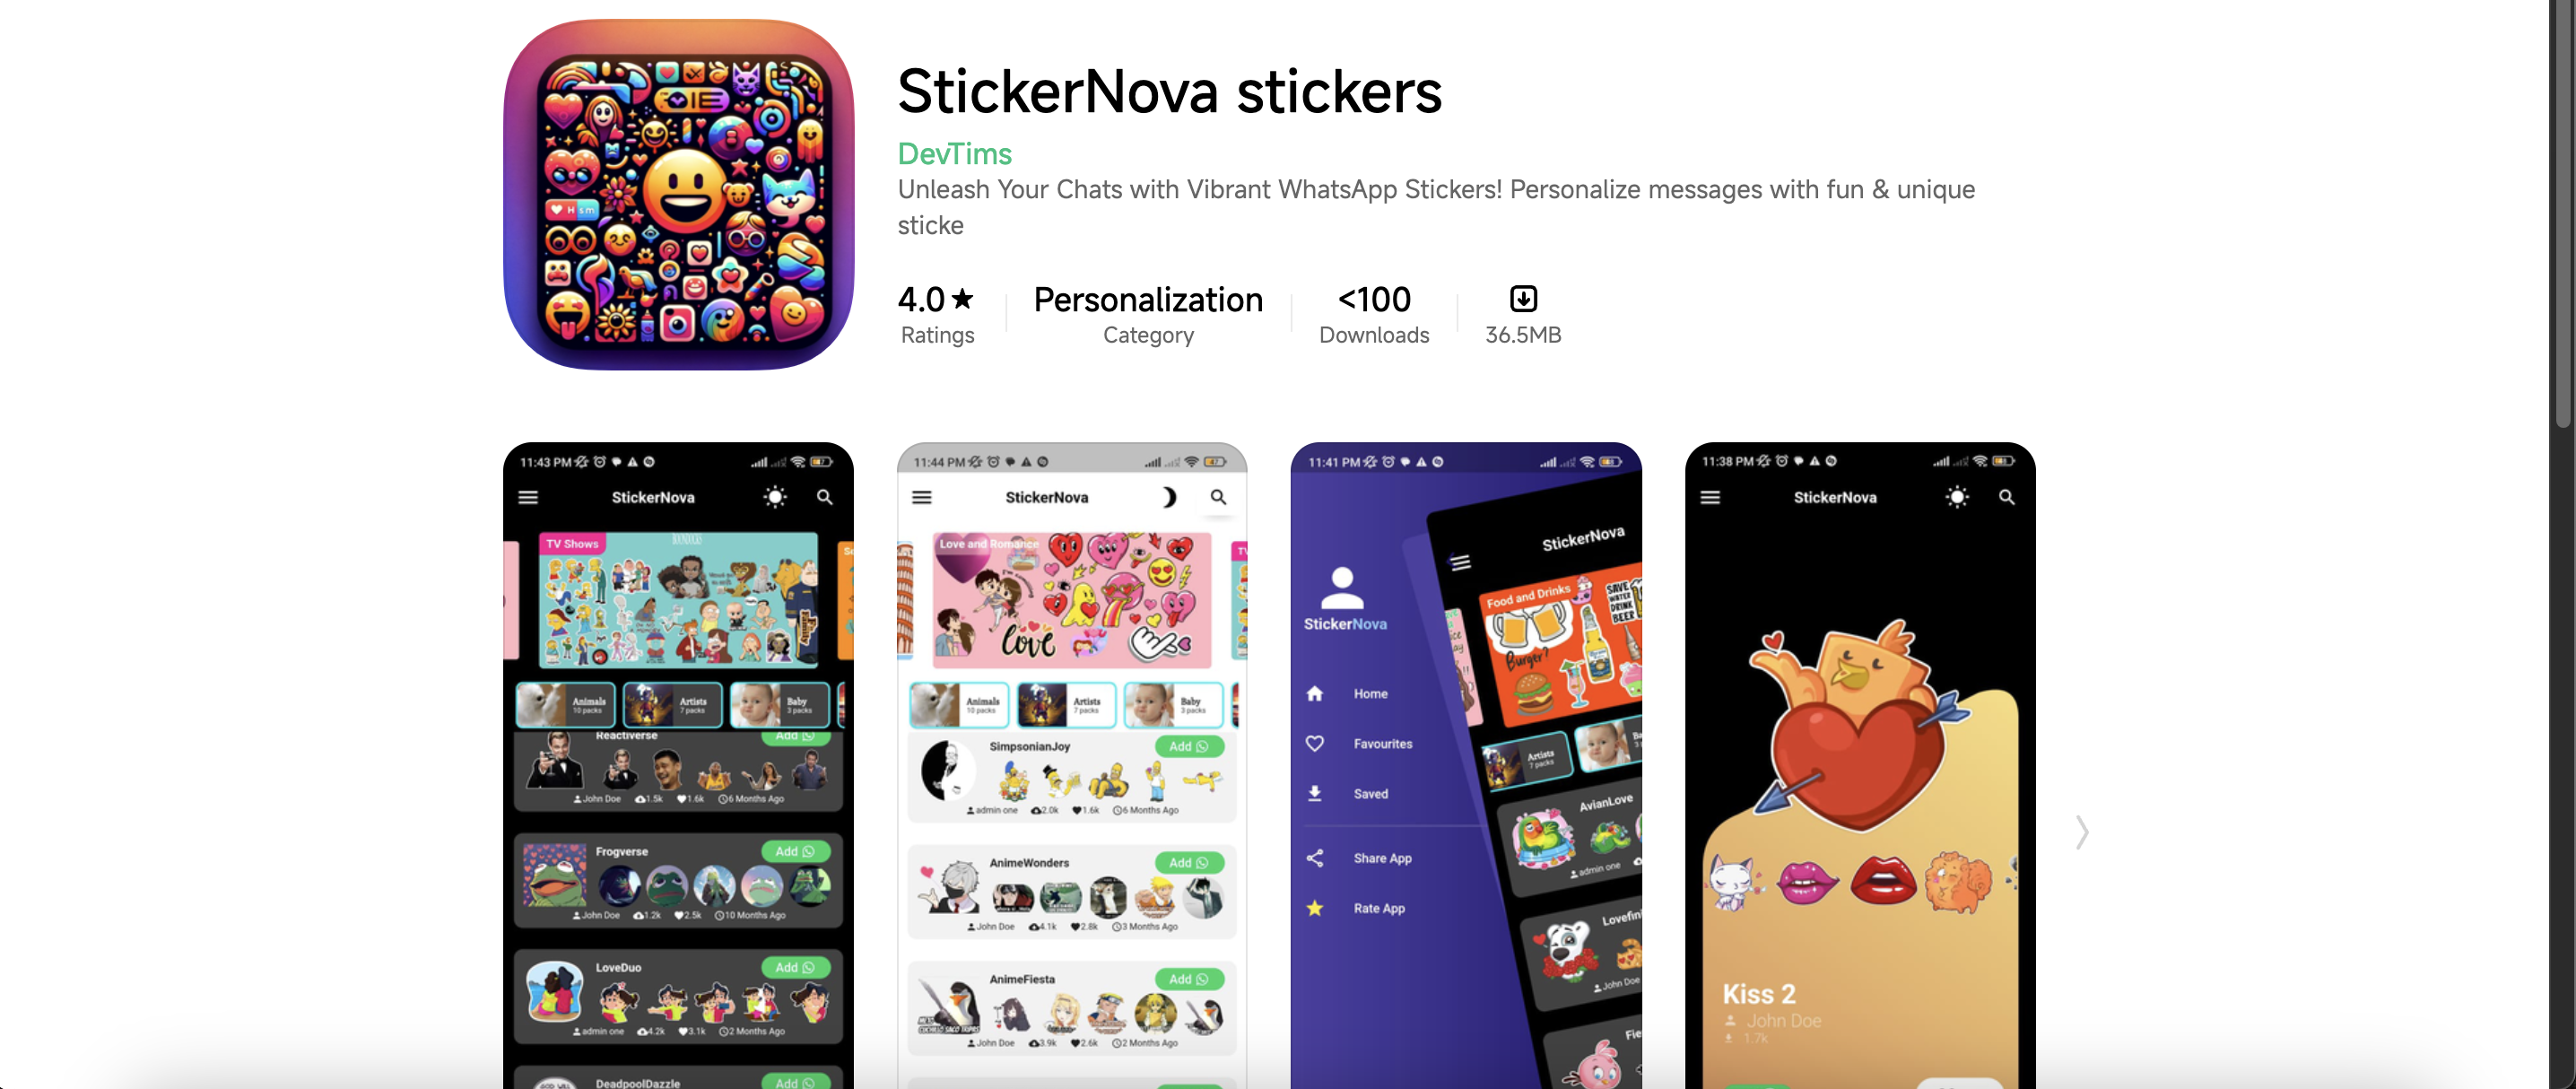 StickerNova stickers
DevTims
Unleash Your Chats with Vibrant WhatsApp Stickers! Personalize messages with fun & unique
sticke
4.0 ★ Personalization <100
Ratings Category Downloads 36.5MB
11:43 PM
StickerNova
TV Shows
Animals
10 packs
Artists
7 packs
Baby
3 packs
Reactiverse Add
John Doe 1.5k 1.6k 6 Months Ago
Frogverse Add
John Doe 1.2k 2.5k 10 Months Ago
LoveDuo Add
admin one 4.2k 3.1k 2 Months Ago
DeadpoolDazzle Add
11:44 PM
StickerNova
Love and Romance
love
Animals
10 packs
Artists
7 packs
Baby
3 packs
SimpsonianJoy Add
admin one 2.0k 1.6k 6 Months Ago
AnimeWonders Add
John Doe 4.1k 2.8k 3 Months Ago
AnimeFiesta Add
John Doe 3.9k 2.6k 2 Months Ago
11:41 PM
StickerNova
Home
Favourites
Saved
Share App
Rate App
StickerNova
Food and Drinks
SAVE
WATER
DRINK
BEER
Burger?
Artists
7 packs
Ba
AvianLove
admin one
Lovefin
John Doe
Fie
11:38 PM
StickerNova
Kiss 2
John Doe
1.7k